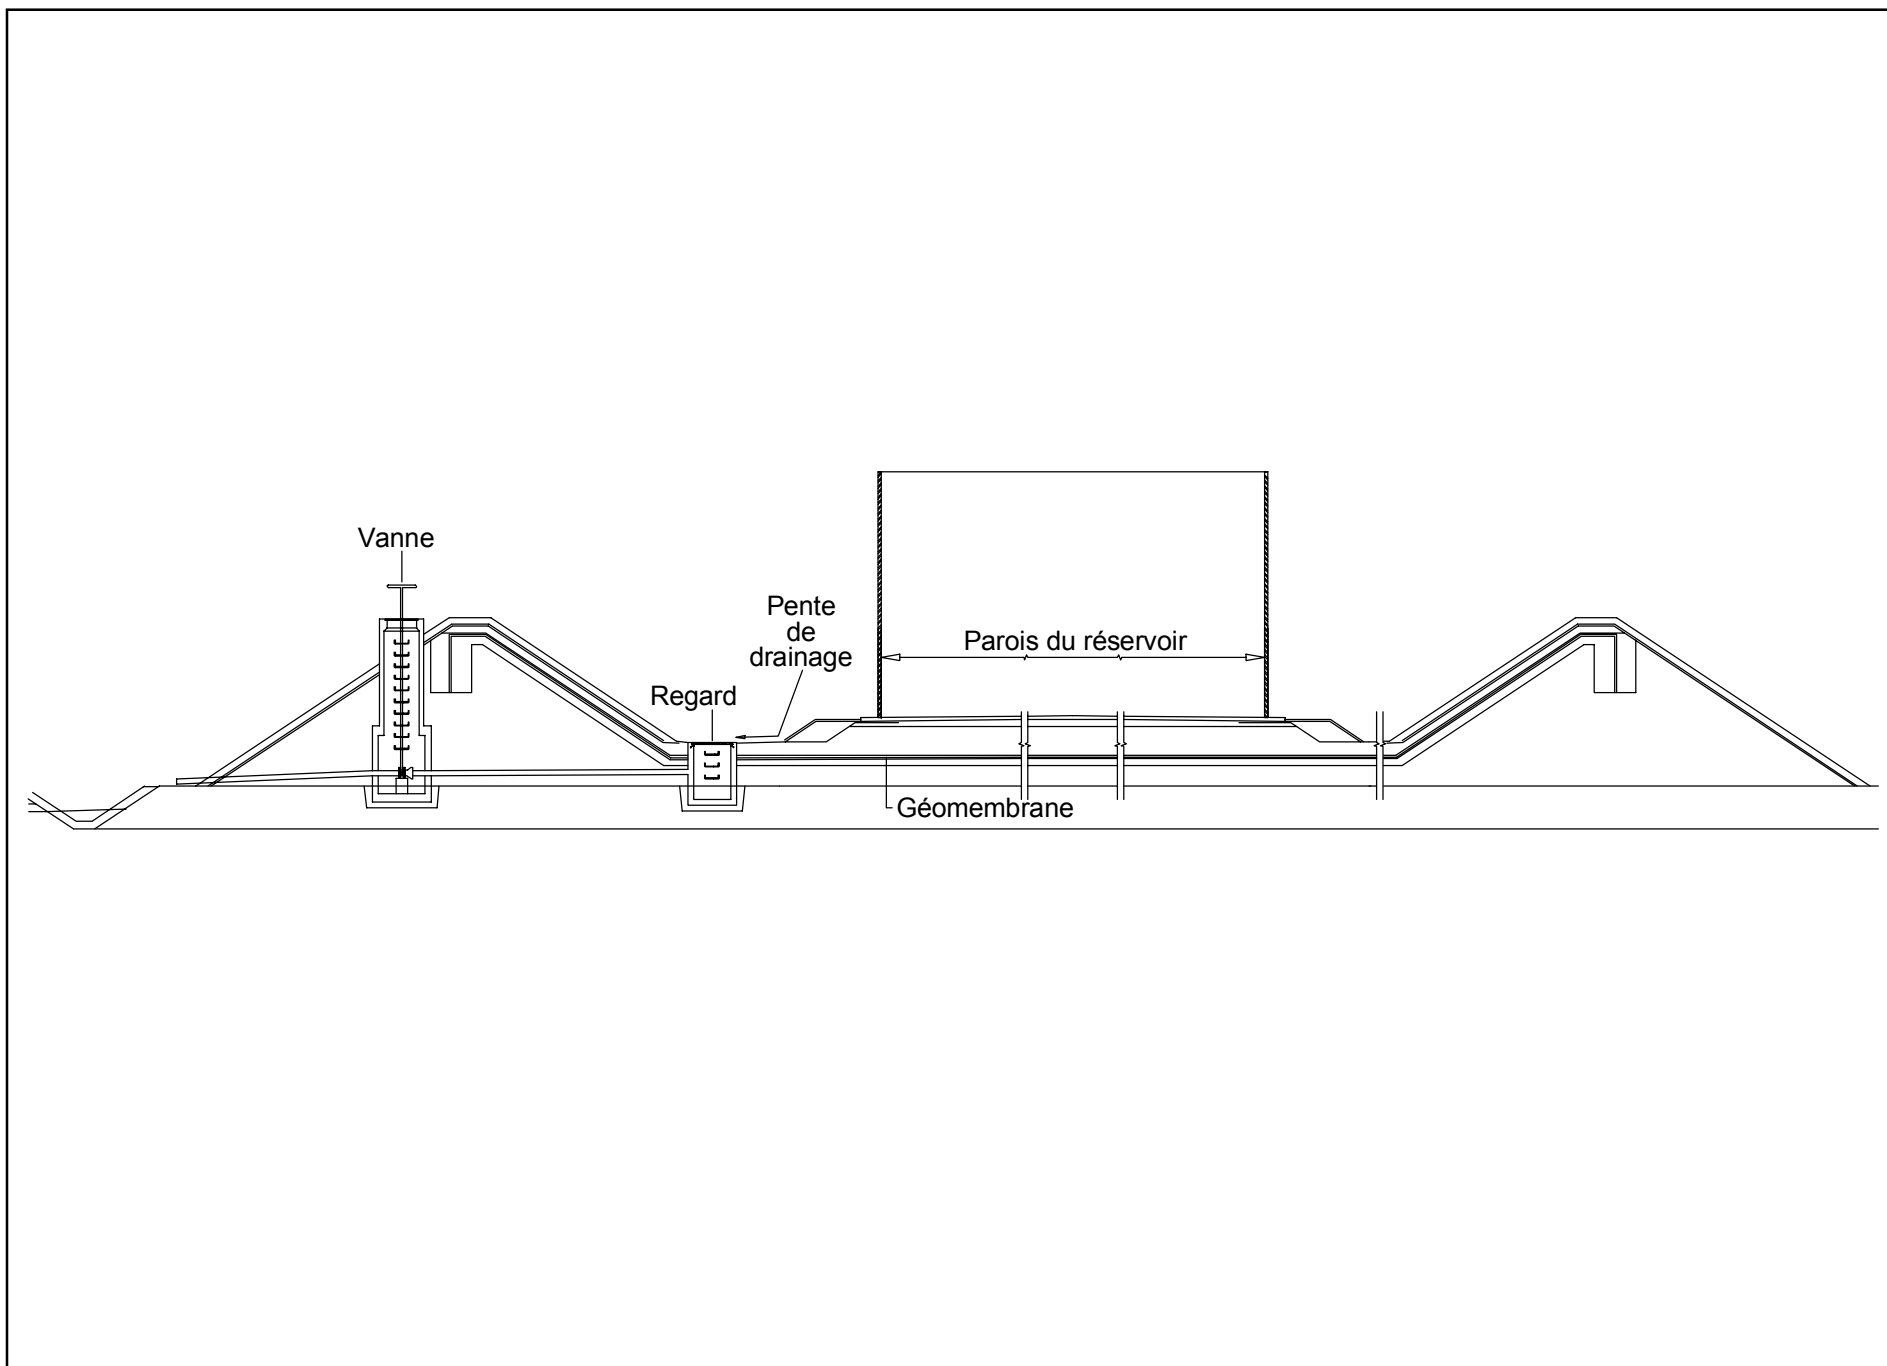 Vanne
Pente
de
drainage
Parois du réservoir
Regard
Géomembrane